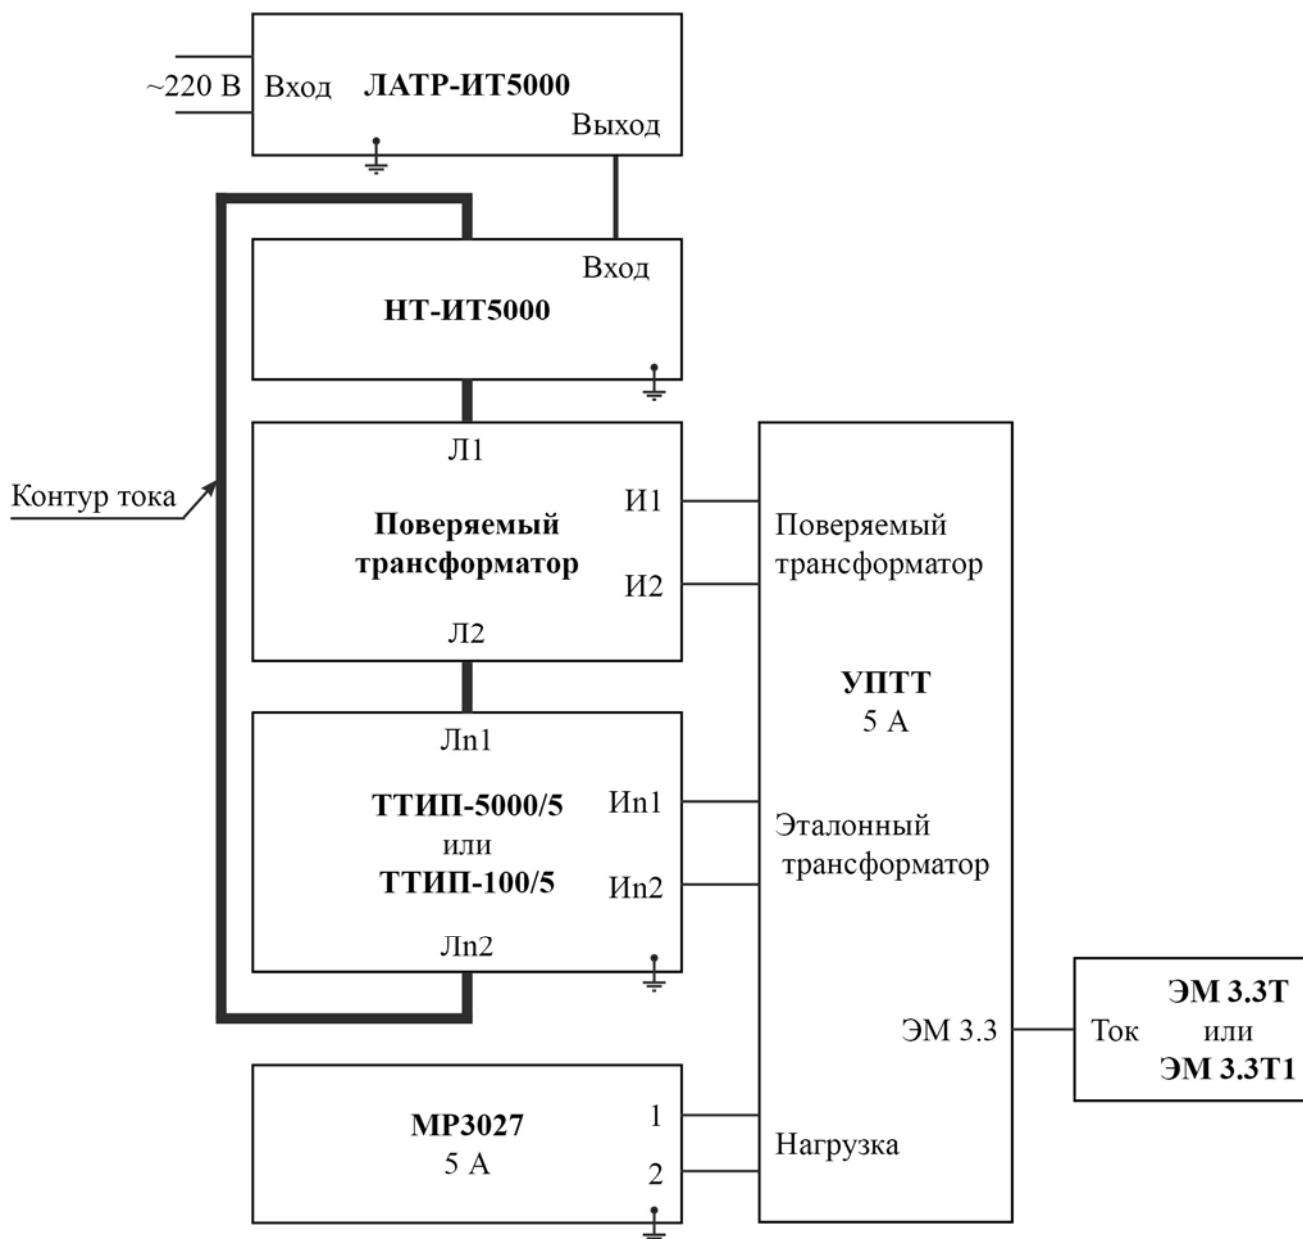 ~220 В
Вход
ЛАТР-ИТ5000
Выход
Вход
НТ-ИТ5000
Контур тока
Л1
И1
Поверяемый
трансформатор
И2
Л2
Поверяемый
трансформатор
УПТТ
5 А
Лп1
ТТИП-5000/5
или
ТТИП-100/5
Ип1
Ип2
Лп2
Эталонный
трансформатор
ЭМ 3.3
Ток
ЭМ 3.3Т
или
ЭМ 3.3Т1
МР3027
5 А
1
2
Нагрузка